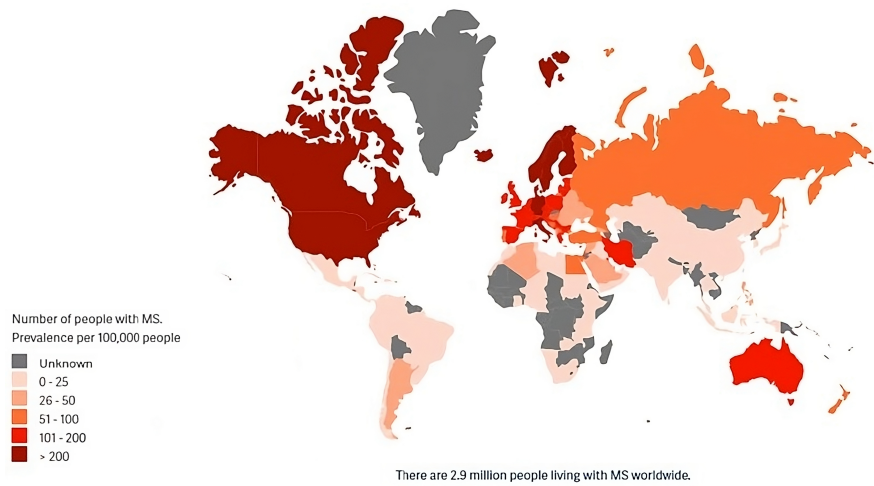 Number of people with MS.
Prevalence per 100,000 people
Unknown
0 - 25
26 - 50
51 - 100
101 - 200
> 200
There are 2.9 million people living with MS worldwide.